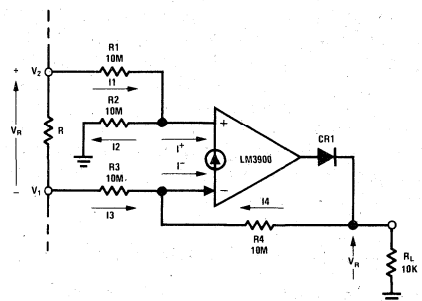 R1
10M
V2
I1
+
R2
10M
VR
R
I2
I+
I−
+
LM3900
−
CR1
−
R3
10M
V1
I3
I4
R4
10M
VR
RL
10K